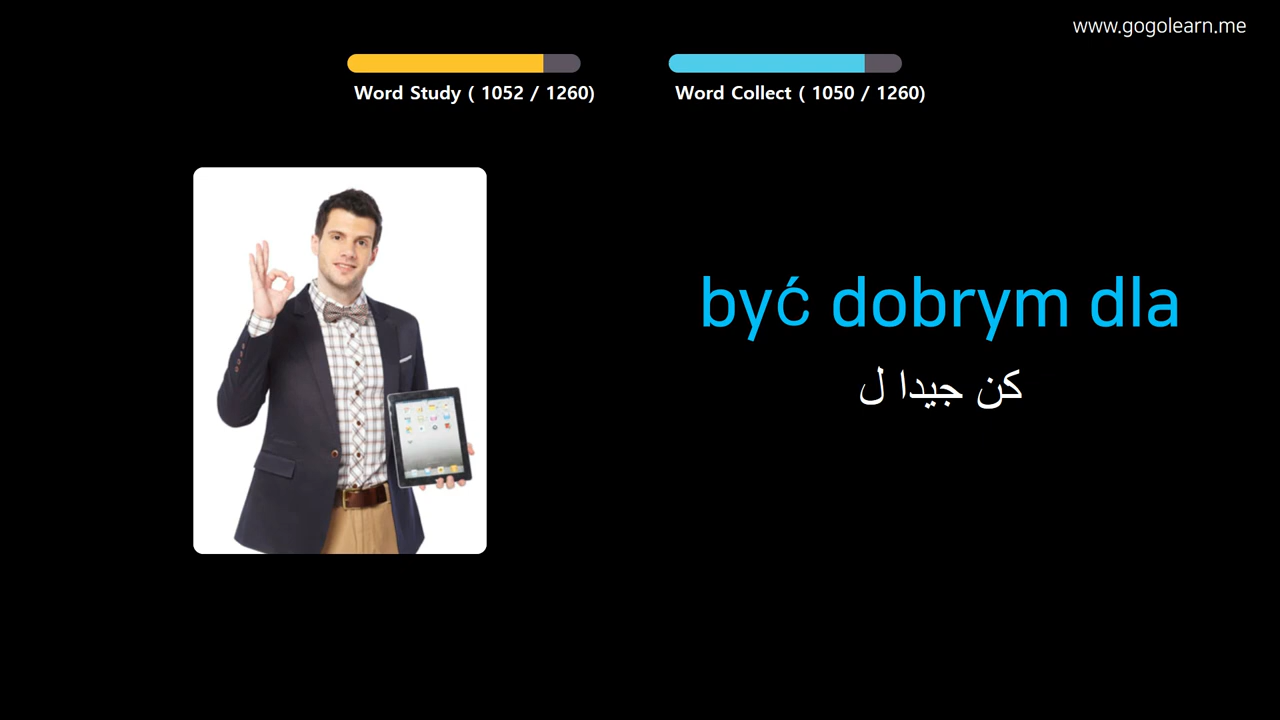 www.gogolearn.me
Word Study ( 1052 / 1260)
Word Collect ( 1050 / 1260)
być dobrym dla
كن جيدا ل